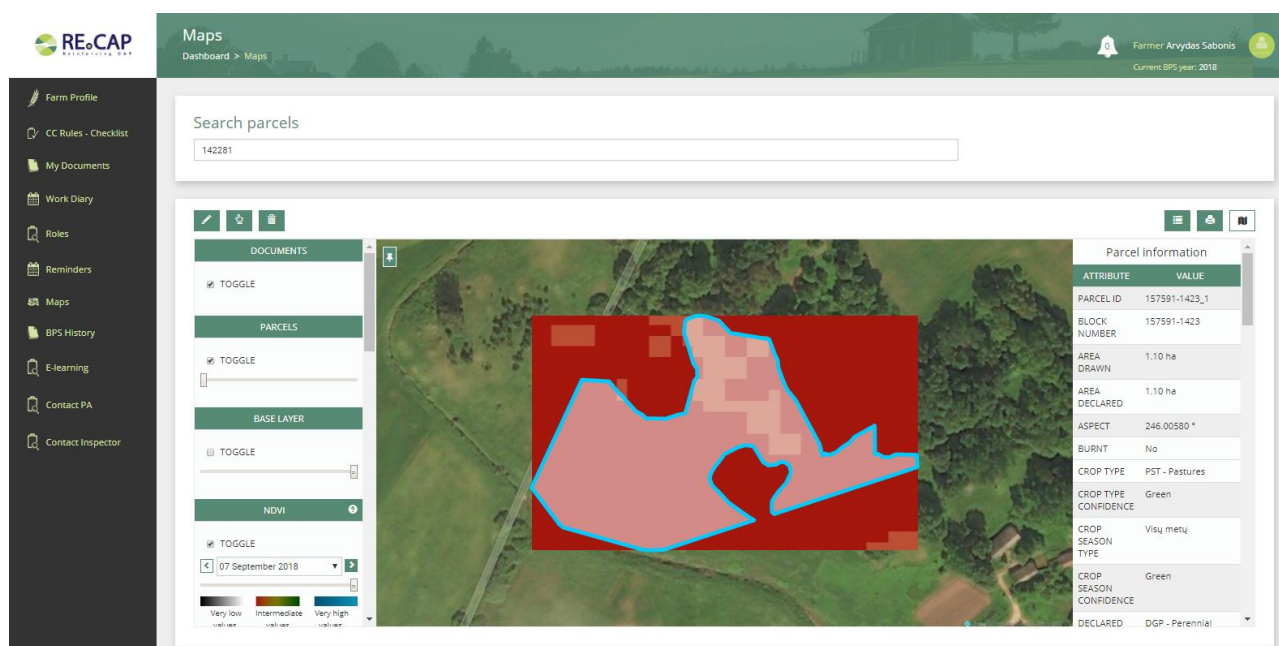 RE.CAP
Reinforcing CAP
Maps
Dashboard > Maps
0
Farmer Arvydas Sabonis
Current BPS year: 2018
Farm Profile
CC Rules - Checklist
My Documents
Work Diary
Roles
Reminders
Maps
BPS History
E-learning
Contact PA
Contact Inspector
Search parcels
142281
DOCUMENTS
TOGGLE
PARCELS
TOGGLE
BASE LAYER
TOGGLE
NDVI
TOGGLE
07 September 2018
Very low values
Intermediate values
Very high values
Parcel information
ATTRIBUTE VALUE
PARCEL ID 157591-1423_1
BLOCK NUMBER 157591-1423
AREA DRAWN 1.10 ha
AREA DECLARED 1.10 ha
ASPECT 246.00580 °
BURNT No
CROP TYPE PST - Pastures
CROP TYPE CONFIDENCE Green
CROP SEASON TYPE Visų metų
CROP SEASON CONFIDENCE Green
DECLARED DGP - Perennial